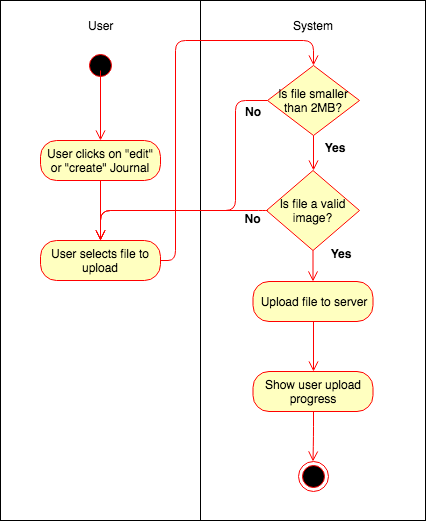 User
System
Is file smaller
than 2MB?
No
Yes
User clicks on "edit"
or "create" Journal
Is file a valid
image?
No
Yes
User selects file to
upload
Upload file to server
Show user upload
progress